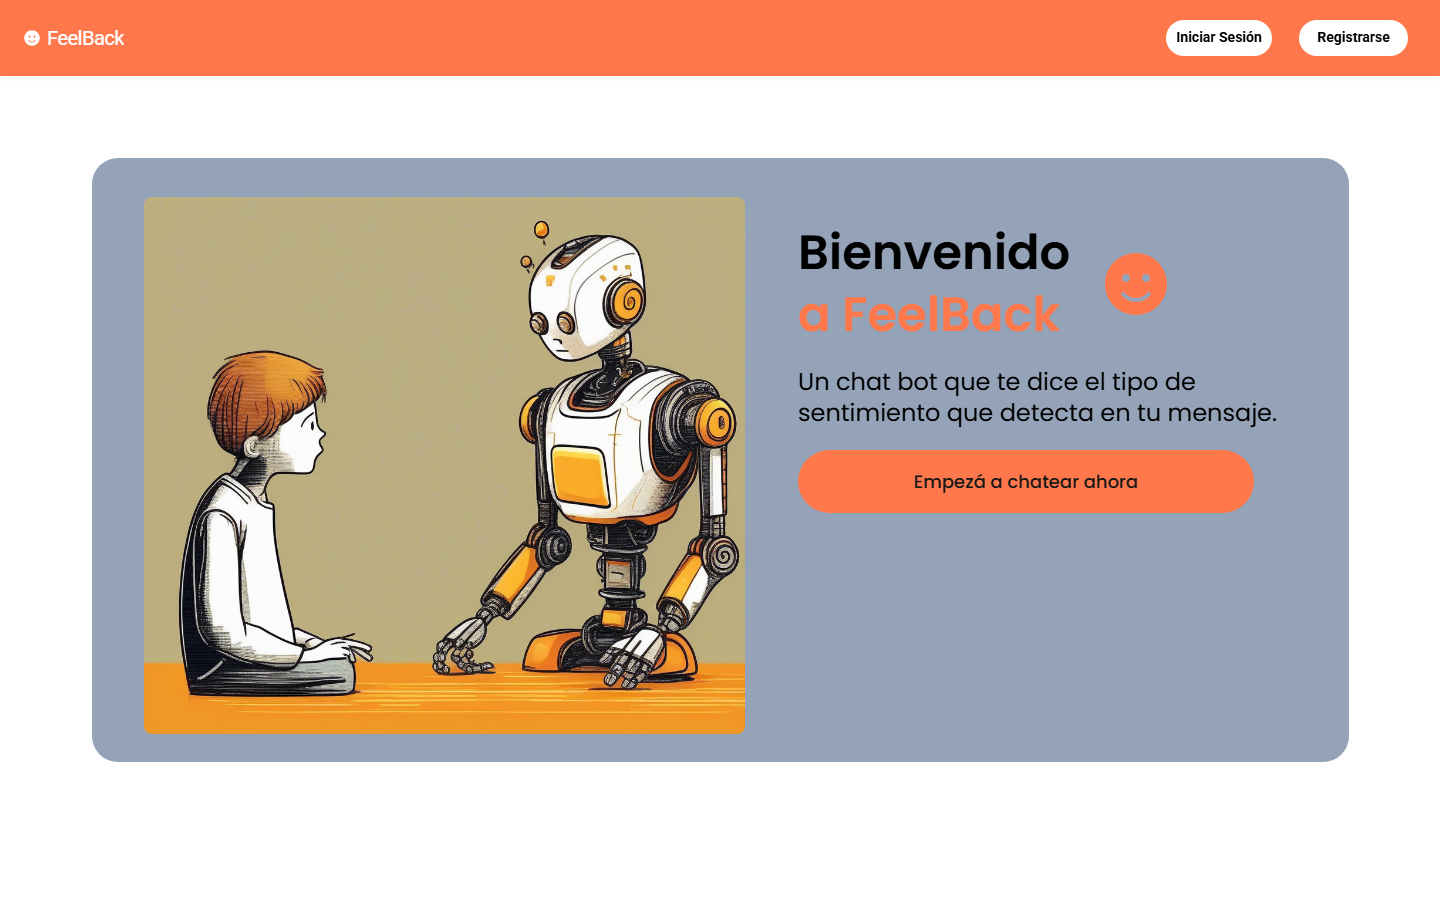 FeelBack
Iniciar Sesión
Registrarse
Bienvenido
a FeelBack
Un chat bot que te dice el tipo de
sentimiento que detecta en tu mensaje.
Empezá a chatear ahora